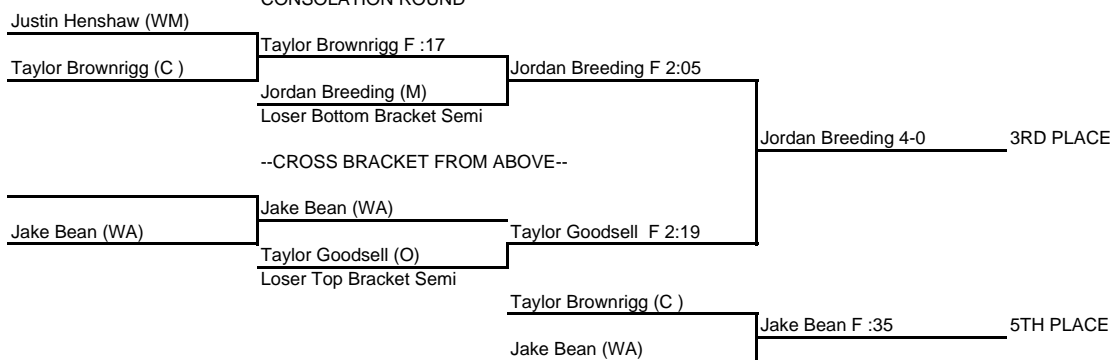 CONSOLATION ROUND
Justin Henshaw (WM)
Taylor Brownrigg F :17
Taylor Brownrigg (C )
Jordan Breeding F 2:05
Jordan Breeding (M)
Loser Bottom Bracket Semi
Jordan Breeding 4-0
3RD PLACE
--CROSS BRACKET FROM ABOVE--
Jake Bean (WA)
Jake Bean (WA)
Taylor Goodsell  F 2:19
Taylor Goodsell (O)
Loser Top Bracket Semi
Taylor Brownrigg (C )
Jake Bean F :35
5TH PLACE
Jake Bean (WA)